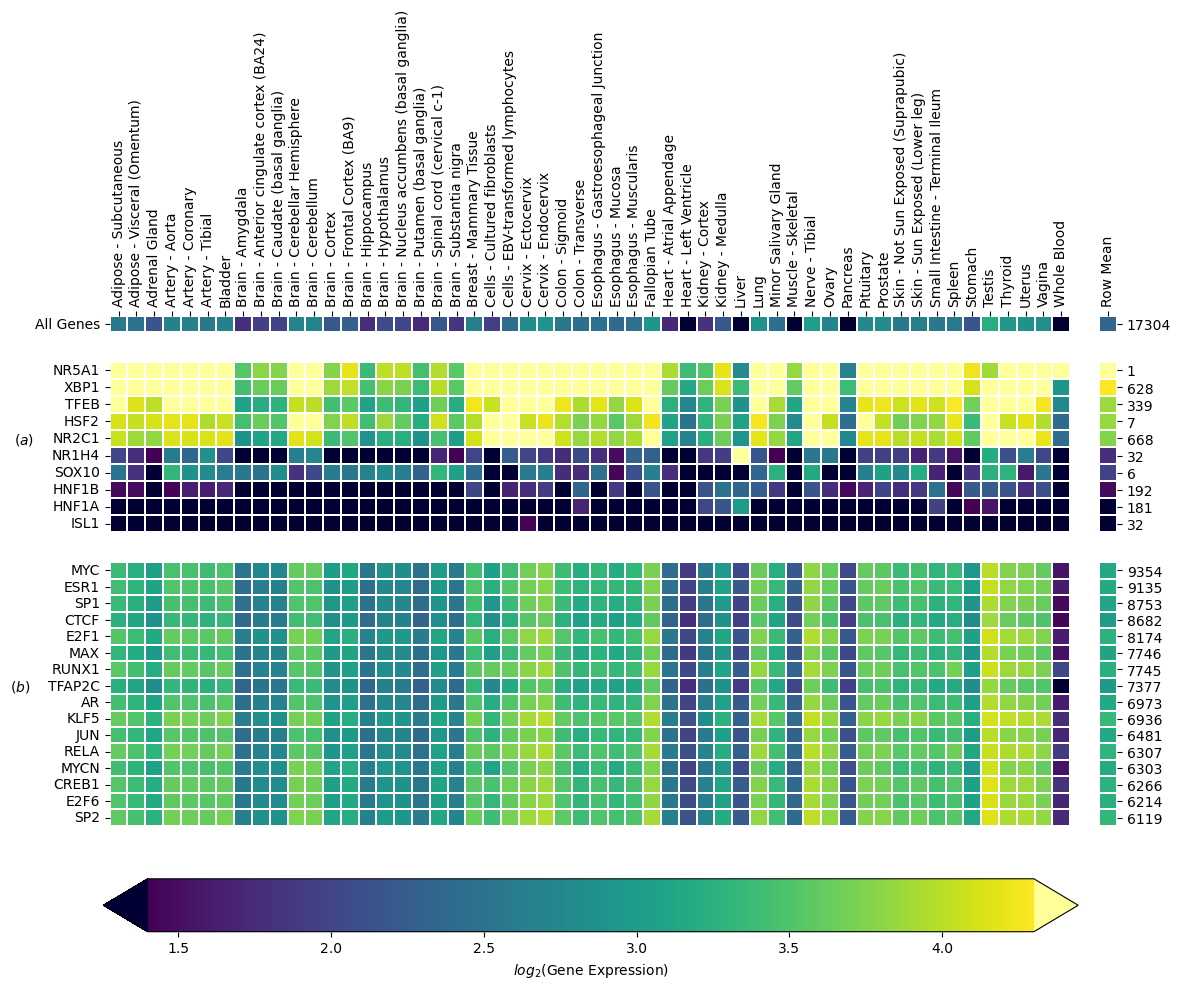 Adipose - Subcutaneous
Adipose - Visceral (Omentum)
Adrenal Gland
Artery - Aorta
Artery - Coronary
Artery - Tibial
Bladder
Brain - Amygdala
Brain - Anterior cingulate cortex (BA24)
Brain - Caudate (basal ganglia)
Brain - Cerebellar Hemisphere
Brain - Cerebellum
Brain - Cortex
Brain - Frontal Cortex (BA9)
Brain - Hippocampus
Brain - Hypothalamus
Brain - Nucleus accumbens (basal ganglia)
Brain - Putamen (basal ganglia)
Brain - Spinal cord (cervical c-1)
Brain - Substantia nigra
Breast - Mammary Tissue
Cells - Cultured fibroblasts
Cells - EBV-transformed lymphocytes
Cervix - Ectocervix
Cervix - Endocervix
Colon - Sigmoid
Colon - Transverse
Esophagus - Gastroesophageal Junction
Esophagus - Mucosa
Esophagus - Muscularis
Fallopian Tube
Heart - Atrial Appendage
Heart - Left Ventricle
Kidney - Cortex
Kidney - Medulla
Liver
Lung
Minor Salivary Gland
Muscle - Skeletal
Nerve - Tibial
Ovary
Pancreas
Pituitary
Prostate
Skin - Not Sun Exposed (Suprapubic)
Skin - Sun Exposed (Lower leg)
Small Intestine - Terminal Ileum
Spleen
Stomach
Testis
Thyroid
Uterus
Vagina
Whole Blood
Row Mean
All Genes 17304
NR5A1 1
XBP1 628
TFEB 339
HSF2 7
NR2C1 668
(a)
NR1H4 32
SOX10 6
HNF1B 192
HNF1A 181
ISL1 32
MYC 9354
ESR1 9135
SP1 8753
CTCF 8682
E2F1 8174
MAX 7746
RUNX1 7745
(b)
TFAP2C 7377
AR 6973
KLF5 6936
JUN 6481
RELA 6307
MYCN 6303
CREB1 6266
E2F6 6214
SP2 6119
1.5 2.0 2.5 3.0 3.5 4.0
log2(Gene Expression)